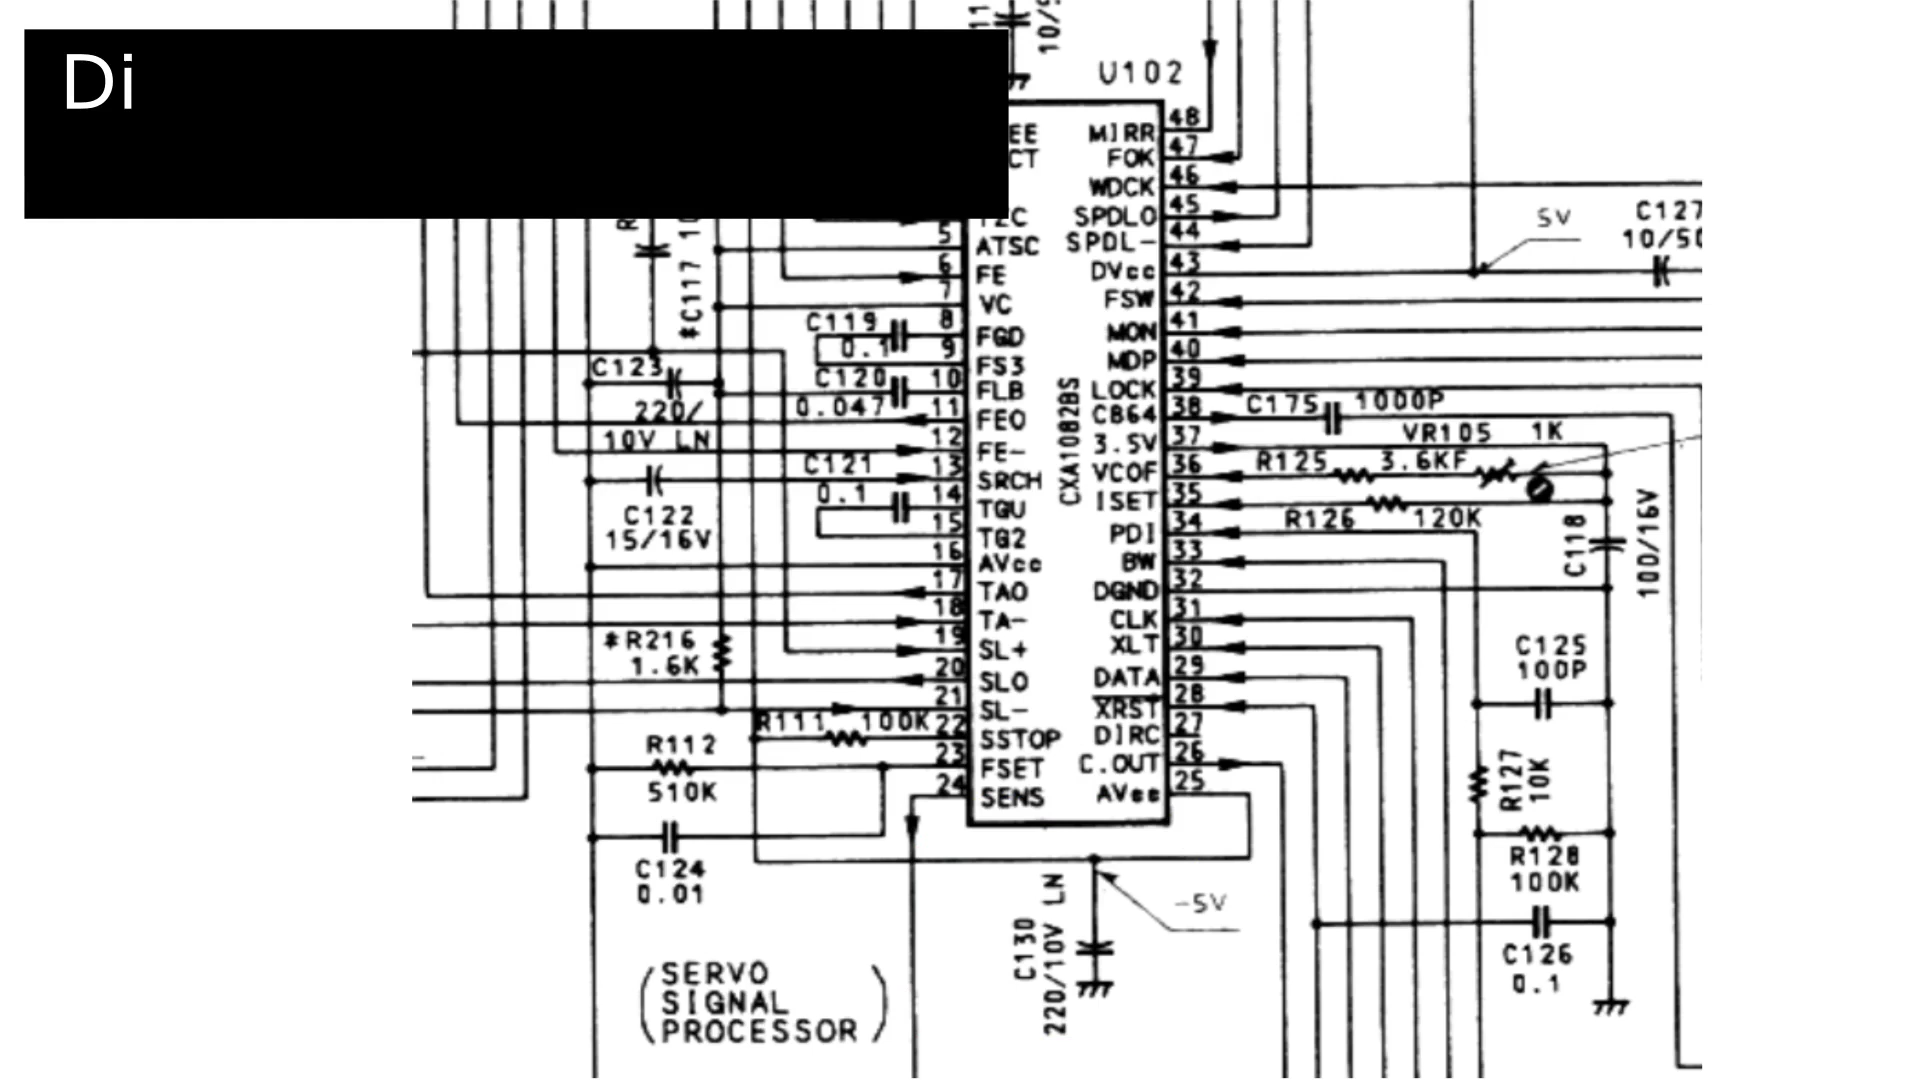 Di
11
10/5
U102
EE
CT
MIRR 48
FOK 47
WDCK 46
SPDLO 45
SPDL- 44
DVcc 43
FSW 42
MON 41
MDP 40
LOCK 39
C864 38
3.5V 37
VCOF 36
ISET 35
PDI 34
BW 33
DGND 32
CLK 31
XLT 30
DATA 29
XRST 28
DIRC 27
C.OUT 26
AVee 25
CXA1082BS
5 ATSC
6 FE
7 VC
8 FGD
9 FS3
10 FLB
11 FEO
12 FE-
13 SRCH
14 TGU
15 TG2
16 AVcc
17 TAO
18 TA-
19 SL+
20 SLO
21 SL-
22 SSTOP
23 FSET
24 SENS
R
*C117 10
C119
0.1
C120
0.047
C123
220/
10V LN
C121
0.1
C122
15/16V
*R216
1.6K
R111 100K
R112
510K
C124
0.01
5V
C127
10/50
C175 1000P
VR105 1K
R125 3.6KF
R126 120K
C118 100/16V
C125
100P
R127
10K
R128
100K
C126
0.1
-5V
C130
220/10V LN
(SERVO
SIGNAL
PROCESSOR)